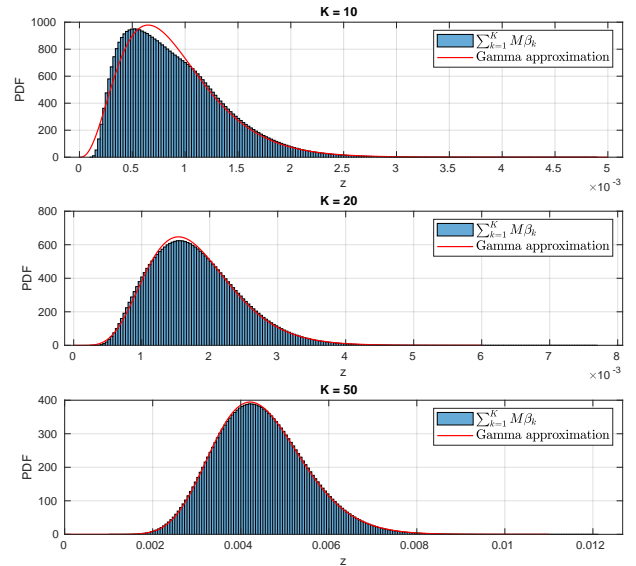 K = 10
1000
800
600
400
200
0
PDF
∑_{k=1}^{K} Mβ_k
Gamma approximation
0 0.5 1 1.5 2 2.5 3 3.5 4 4.5 5
z
×10^{-3}
K = 20
800
600
400
200
0
PDF
∑_{k=1}^{K} Mβ_k
Gamma approximation
0 1 2 3 4 5 6 7 8
z
×10^{-3}
K = 50
400
300
200
100
0
PDF
∑_{k=1}^{K} Mβ_k
Gamma approximation
0 0.002 0.004 0.006 0.008 0.01 0.012
z